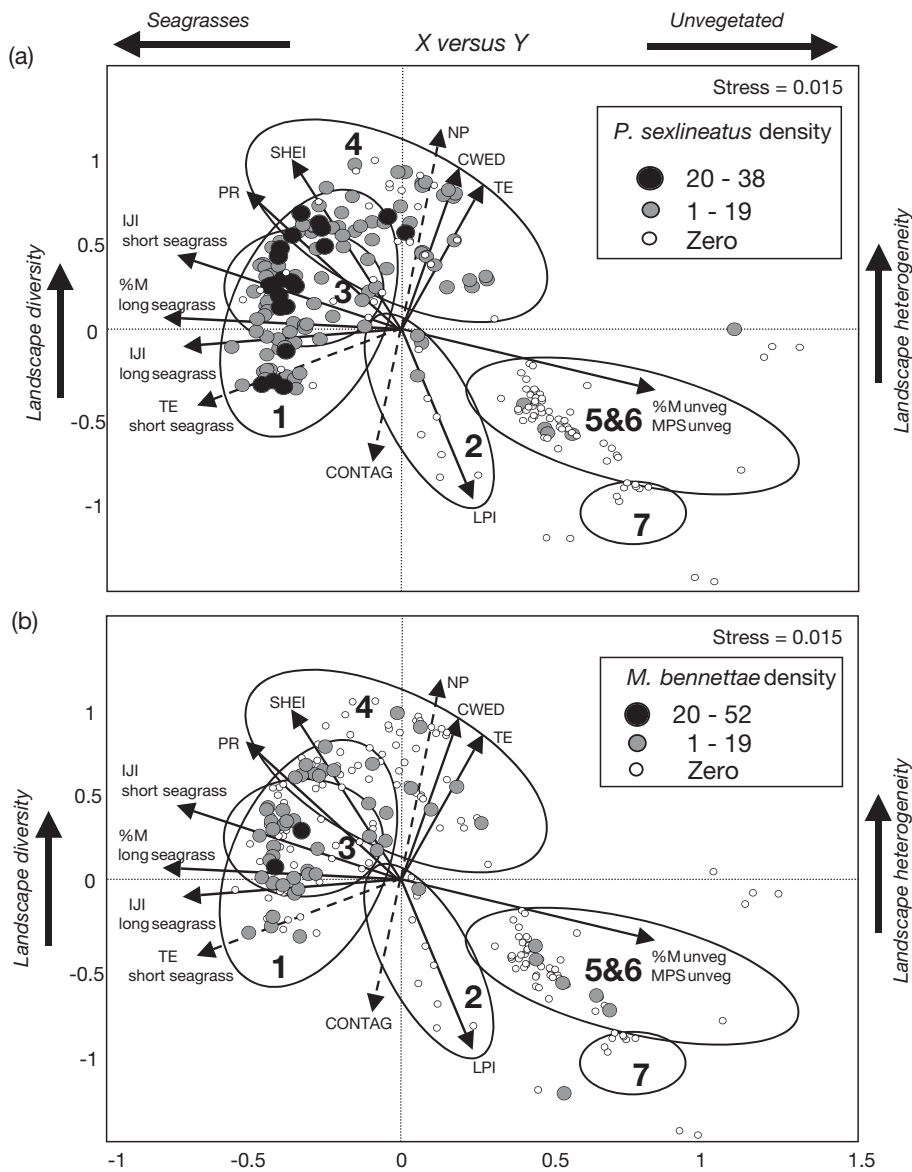 Seagrasses
X versus Y
Unvegetated
(a)
Stress = 0.015
P. sexlineatus density
20 - 38
1 - 19
Zero
4
NP
CWED
TE
SHEI
PR
IJI
short seagrass
%M
long seagrass
IJI
long seagrass
TE
short seagrass
3
1
2
5&6
%M unveg
MPS unveg
7
CONTAG
LPI
1
0.5
0
-0.5
-1
Landscape diversity
Landscape heterogeneity
(b)
Stress = 0.015
M. bennettae density
20 - 52
1 - 19
Zero
4
NP
CWED
TE
SHEI
PR
IJI
short seagrass
%M
long seagrass
IJI
long seagrass
TE
short seagrass
3
1
2
5&6
%M unveg
MPS unveg
7
CONTAG
LPI
1
0.5
0
-0.5
-1
Landscape diversity
Landscape heterogeneity
-1 -0.5 0 0.5 1 1.5